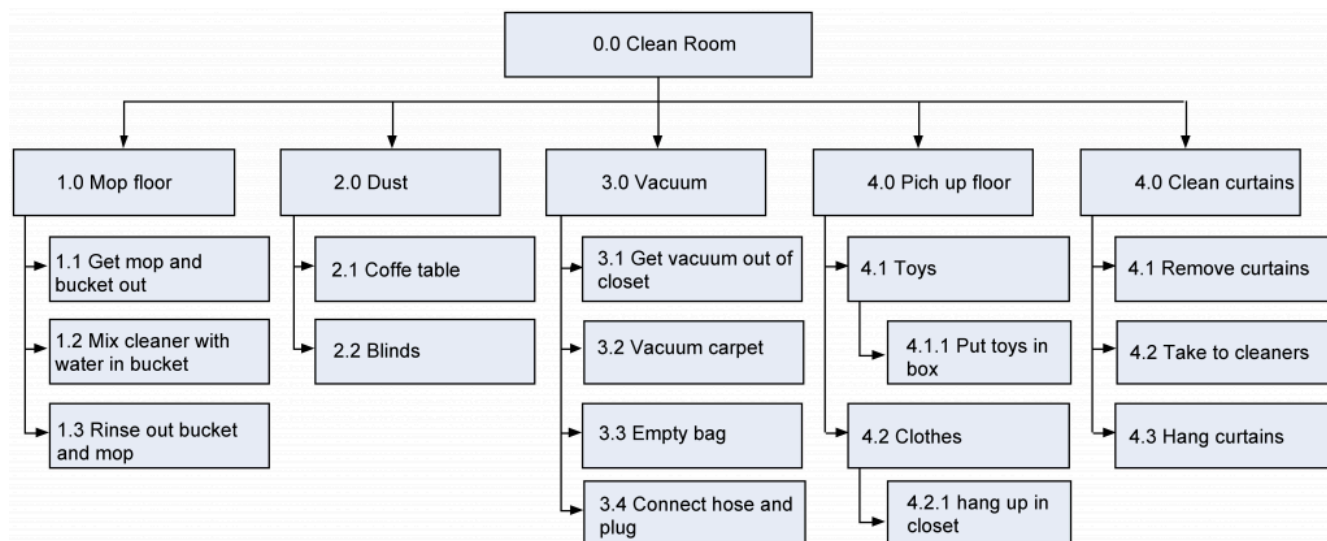 0.0 Clean Room
1.0 Mop floor
1.1 Get mop and
bucket out
1.2 Mix cleaner with
water in bucket
1.3 Rinse out bucket
and mop
2.0 Dust
2.1 Coffe table
2.2 Blinds
3.0 Vacuum
3.1 Get vacuum out of
closet
3.2 Vacuum carpet
3.3 Empty bag
3.4 Connect hose and
plug
4.0 Pich up floor
4.1 Toys
4.1.1 Put toys in
box
4.2 Clothes
4.2.1 hang up in
closet
4.0 Clean curtains
4.1 Remove curtains
4.2 Take to cleaners
4.3 Hang curtains